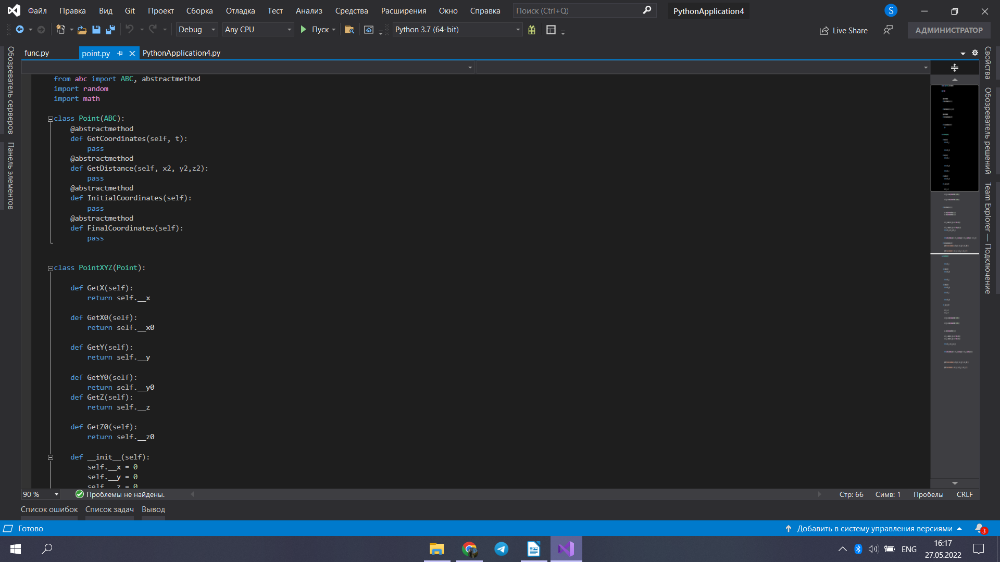 Файл Правка Вид Git Проект Сборка Отладка Тест Анализ Средства Расширения Окно Справка Поиск (Ctrl+Q) PythonApplication4 S
Debug Any CPU Пуск Python 3.7 (64-bit) Live Share АДМИНИСТРАТОР
func.py point.py PythonApplication4.py
Обозреватель серверов
Панель элементов
Свойства
Обозреватель решений
Team Explorer — Подключение
from abc import ABC, abstractmethod
import random
import math
class Point(ABC):
@abstractmethod
def GetCoordinates(self, t):
pass
@abstractmethod
def GetDistance(self, x2, y2,z2):
pass
@abstractmethod
def InitialCoordinates(self):
pass
@abstractmethod
def FinalCoordinates(self):
pass
class PointXYZ(Point):
def GetX(self):
return self.__x
def GetX0(self):
return self.__x0
def GetY(self):
return self.__y
def GetY0(self):
return self.__y0
def GetZ(self):
return self.__z
def GetZ0(self):
return self.__z0
def __init__(self):
self.__x = 0
self.__y = 0
self.__z = 0
90 % Проблемы не найдены. Стр: 66 Симв: 1 Пробелы CRLF
Список ошибок Список задач Вывод
Готово Добавить в систему управления версиями 3
ENG 16:17
27.05.2022